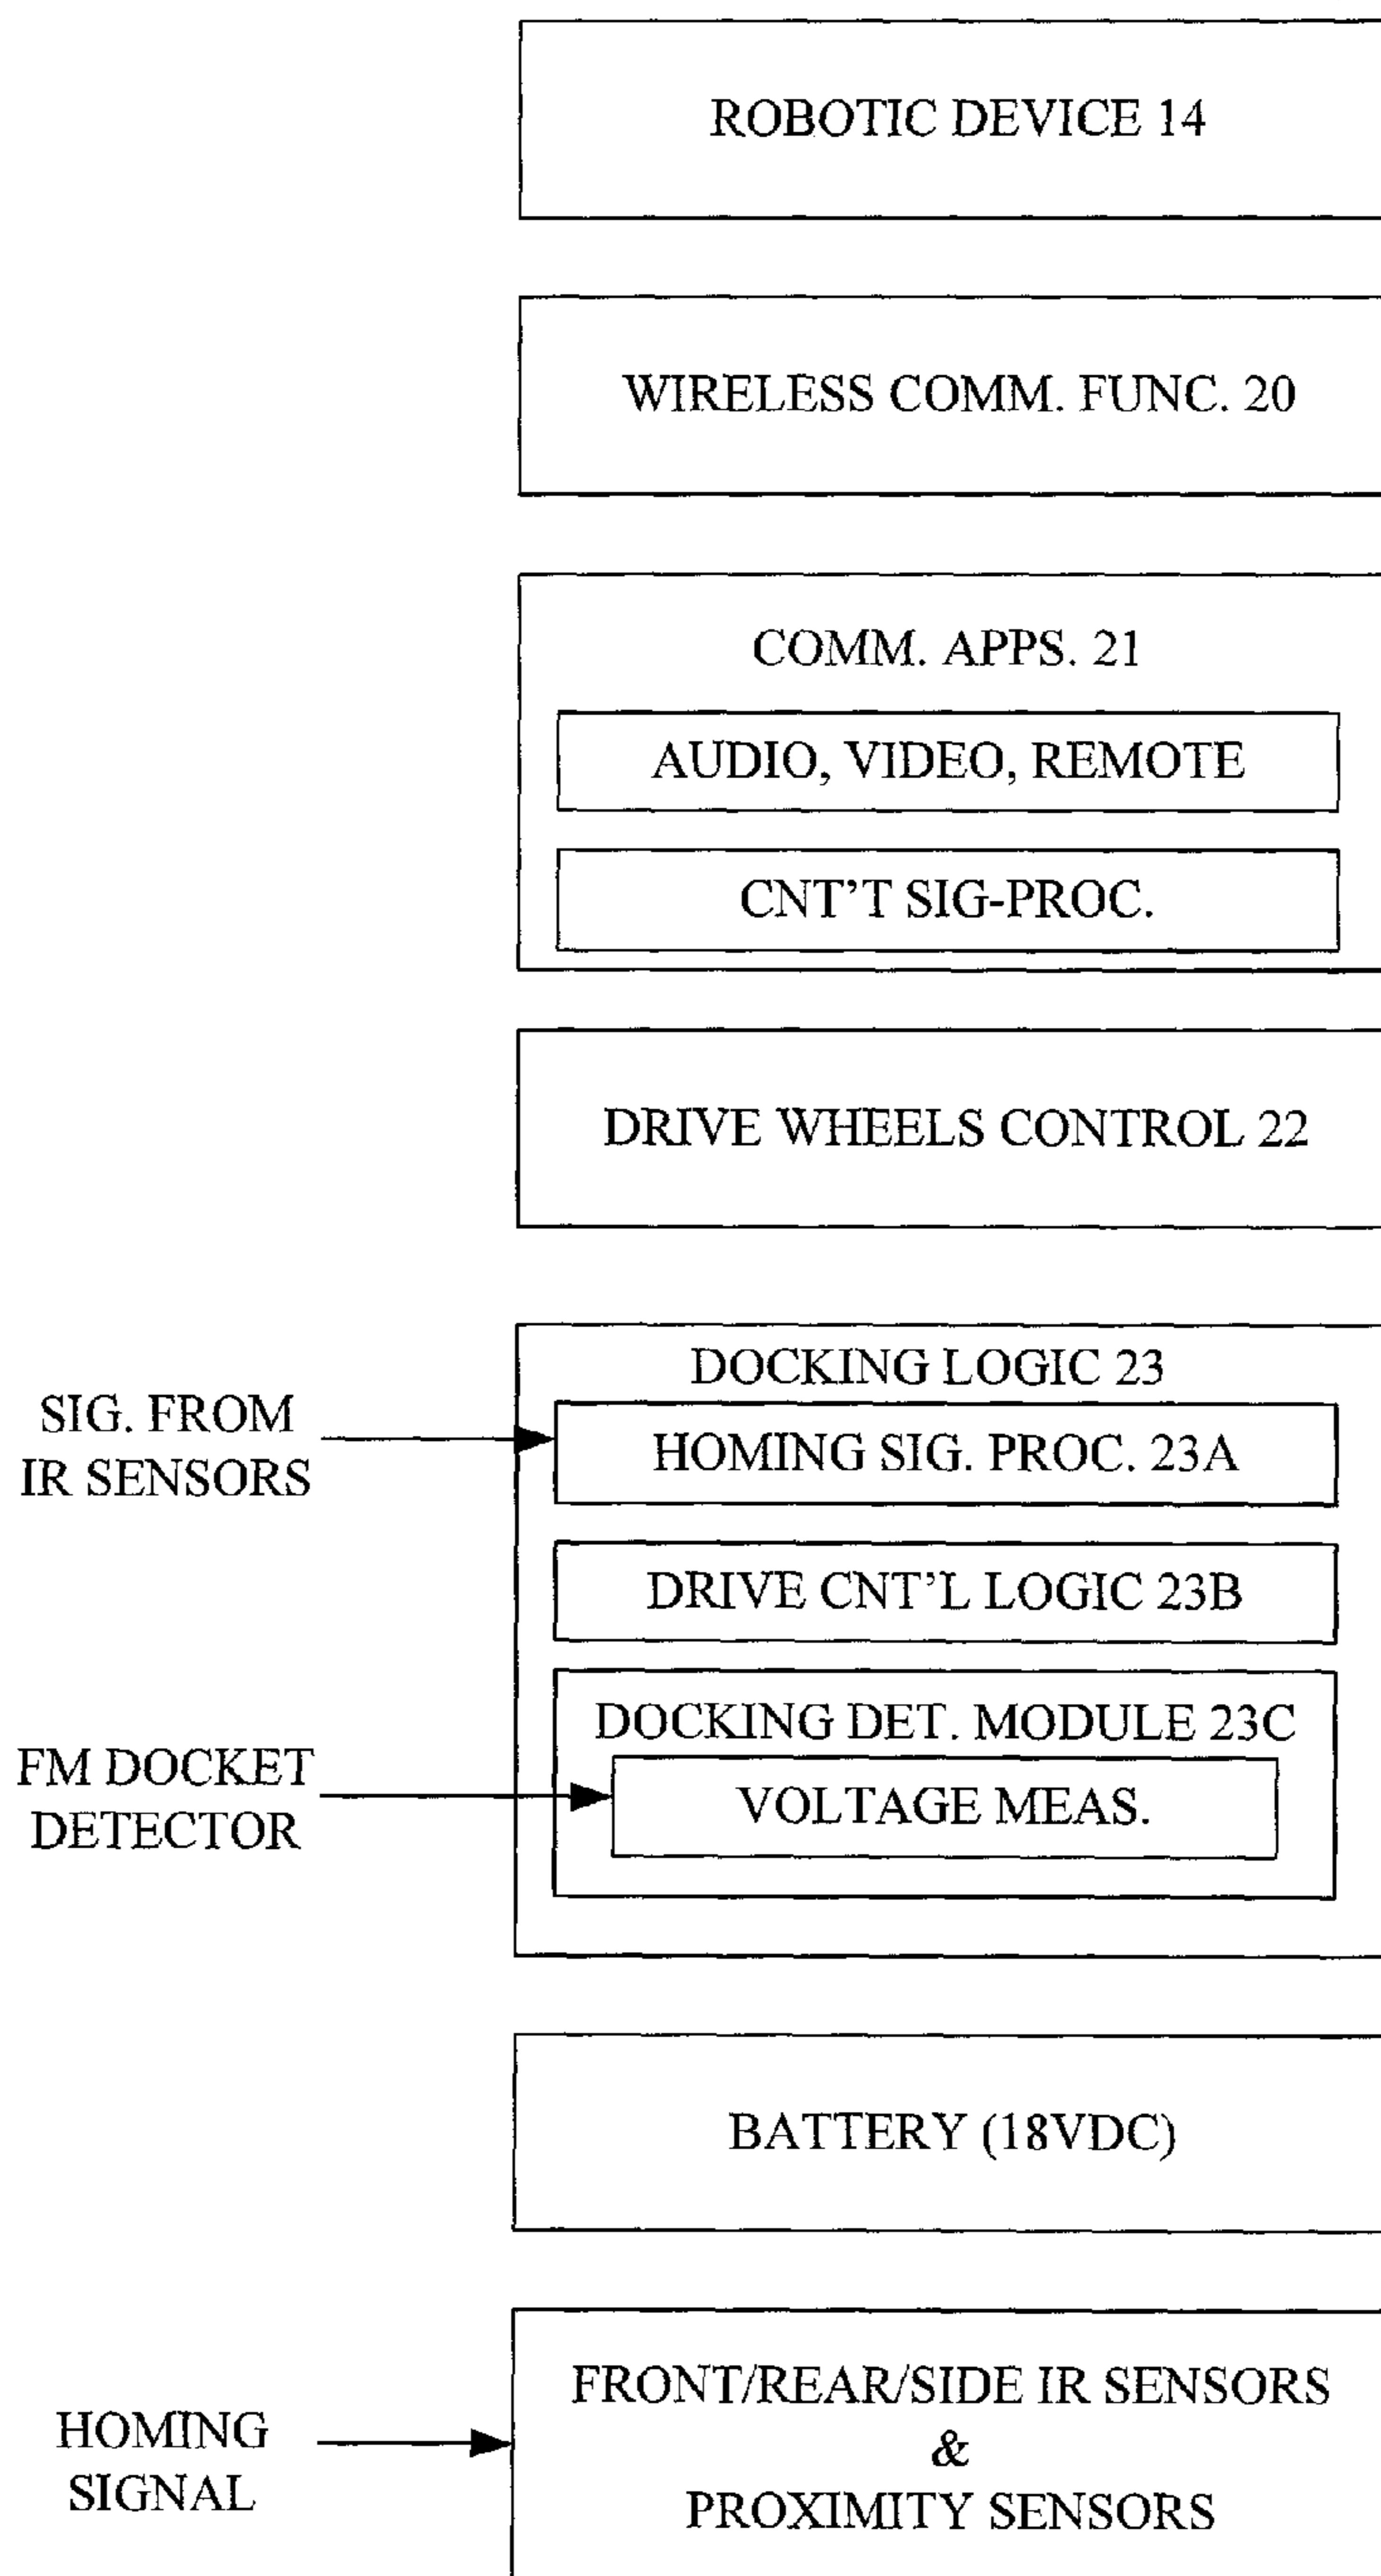 ROBOTIC DEVICE 14
WIRELESS COMM. FUNC. 20
COMM. APPS. 21
AUDIO, VIDEO, REMOTE
CNT'T SIG-PROC.
DRIVE WHEELS CONTROL 22
DOCKING LOGIC 23
SIG. FROM
IR SENSORS
HOMING SIG. PROC. 23A
DRIVE CNT'L LOGIC 23B
DOCKING DET. MODULE 23C
FM DOCKET
DETECTOR
VOLTAGE MEAS.
BATTERY (18VDC)
HOMING
SIGNAL
FRONT/REAR/SIDE IR SENSORS
&
PROXIMITY SENSORS